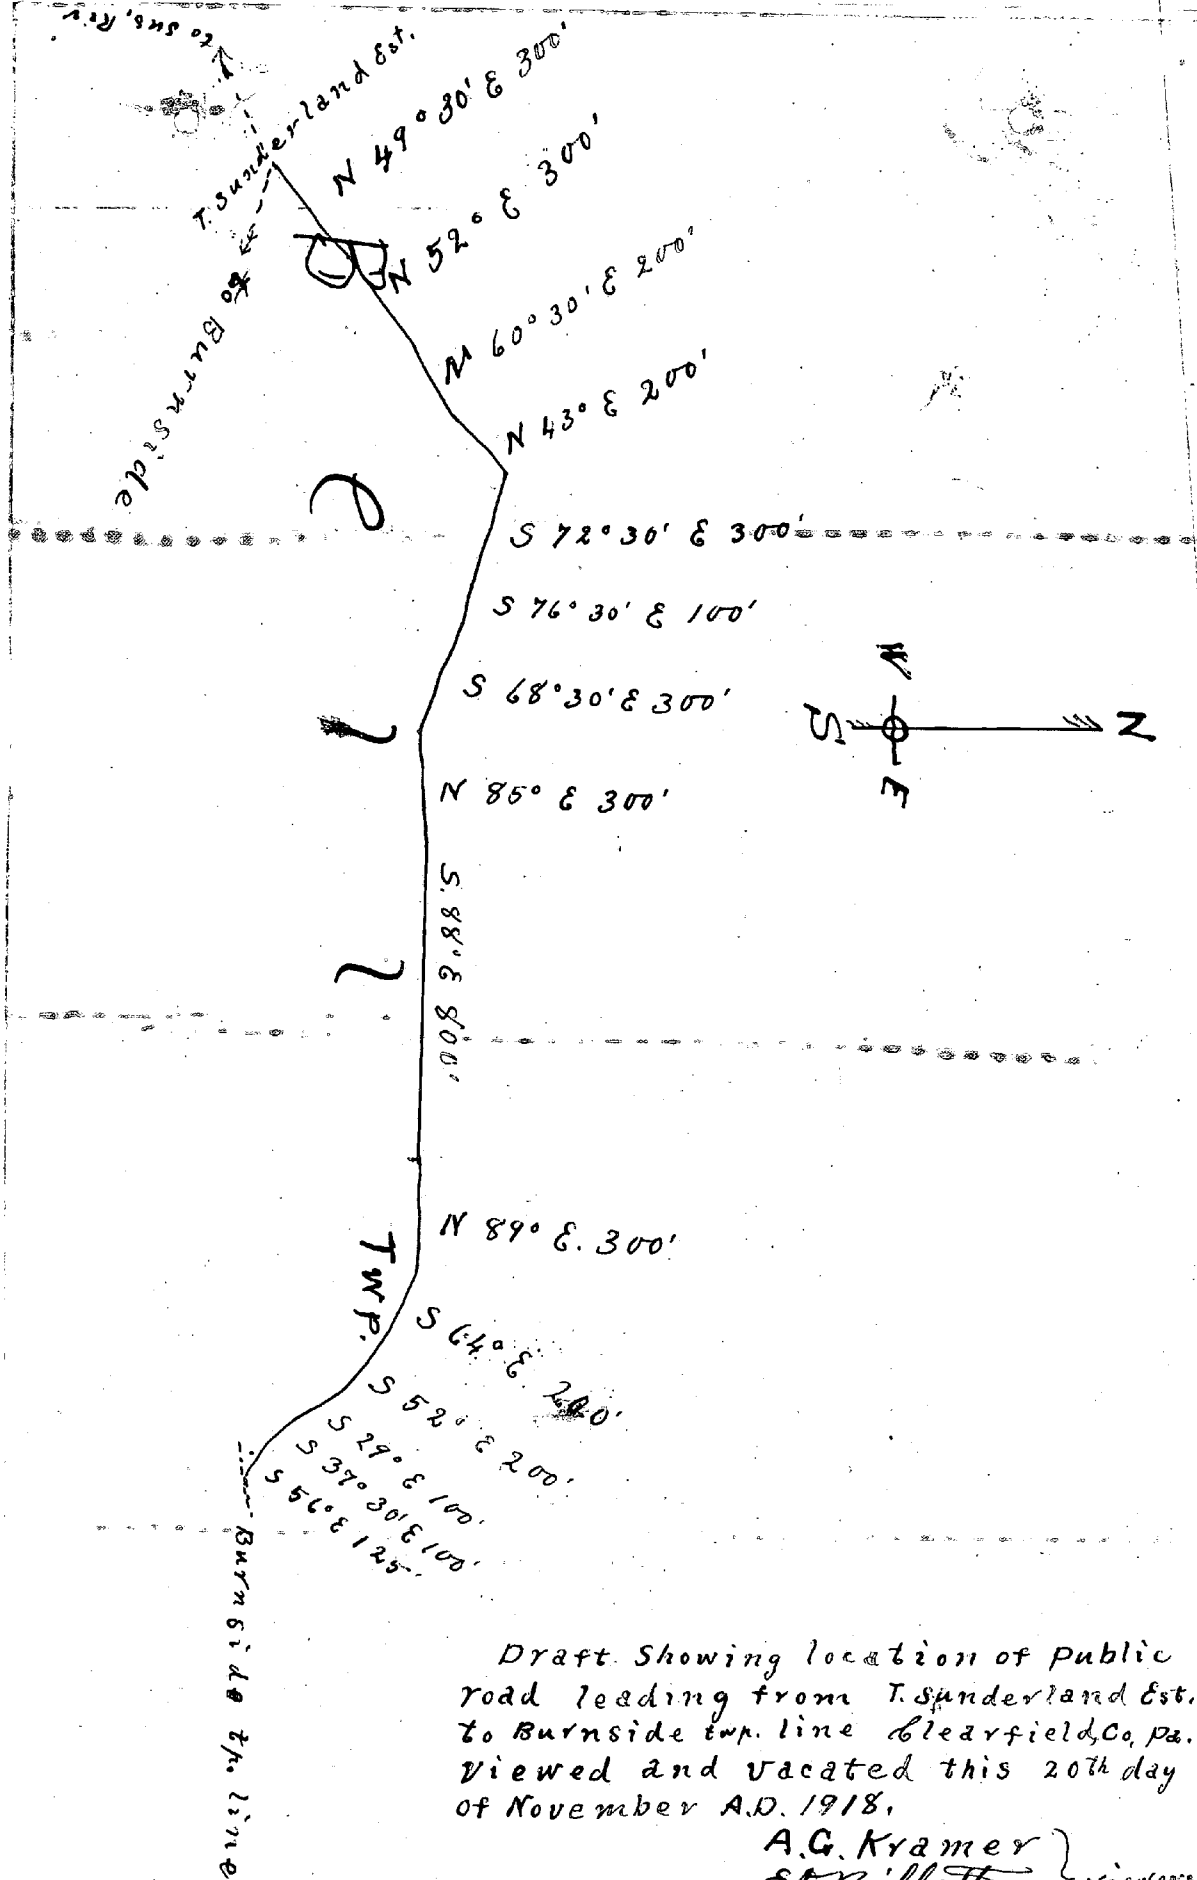 to Sus, Riv
T. Sunderland Est.
N 49° 30' E 300'
N 52° E 300'
to Burnside
N 60° 30' E 200'
N 43° E 200'
S 72° 30' E 300'
S 76° 30' E 100'
S 68° 30' E 300'
W
S N
E
N 85° E 300'
S. 88° E 800'
Bell
Twp.
N 89° E. 300'
S 64° E. 200'
S 52° E 200'
S 29° E 100'
S 37° 30' E 100'
S 56° E 125'
Burnside tp. line
Draft Showing location of Public
road leading from T. Sunderland Est.
to Burnside twp. line Clearfield, Co, Pa.
Viewed and vacated this 20th day
of November A.D. 1918.
A.G. Kramer